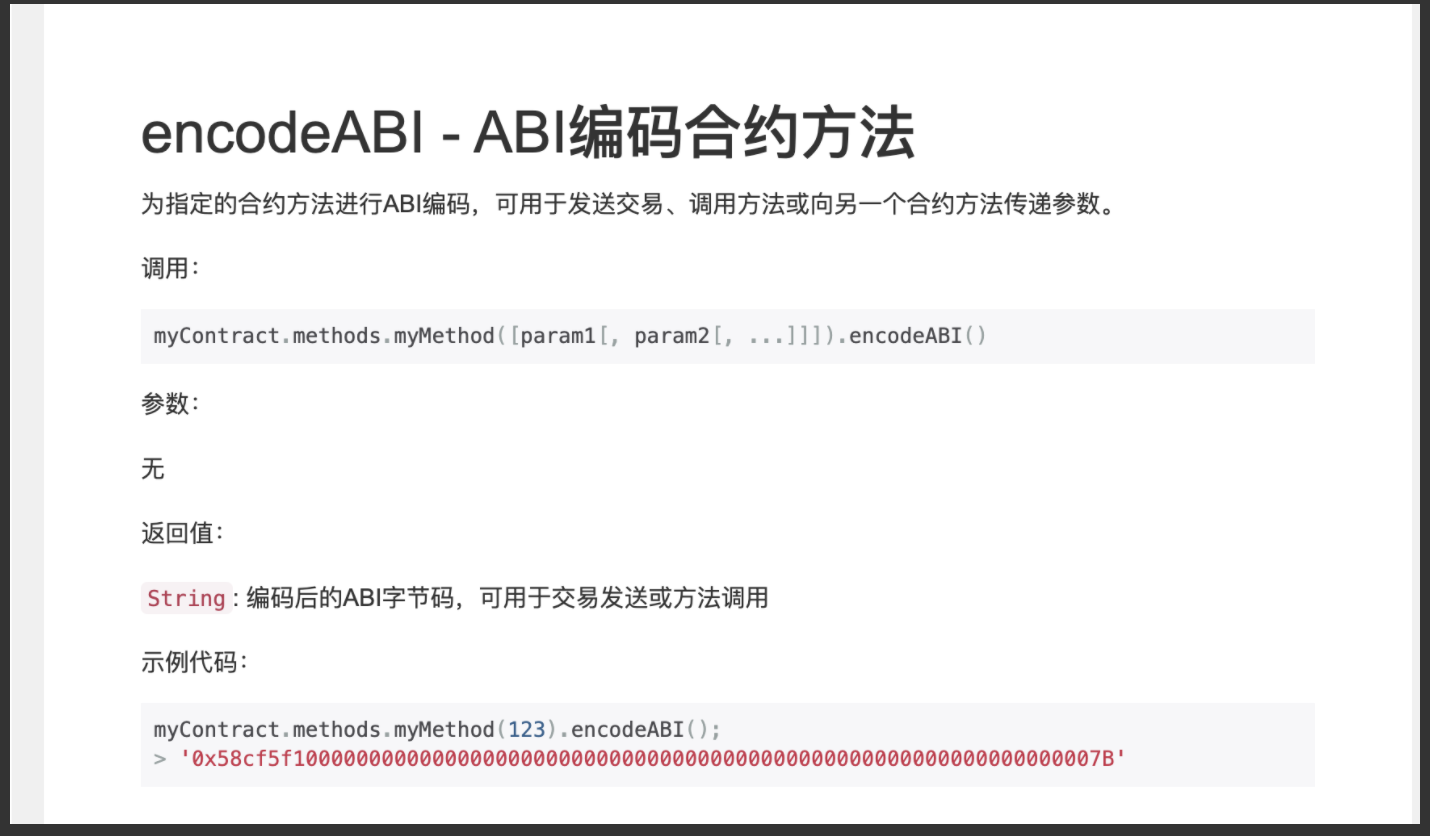 encodeABI - ABI编码合约方法
为指定的合约方法进行ABI编码，可用于发送交易、调用方法或向另一个合约方法传递参数。
调用：
myContract.methods.myMethod([param1[, param2[, ...]]]).encodeABI()
参数：
无
返回值：
String: 编码后的ABI字节码，可用于交易发送或方法调用
示例代码：
myContract.methods.myMethod(123).encodeABI();
> '0x58cf5f1000000000000000000000000000000000000000000000000000000000000007B'